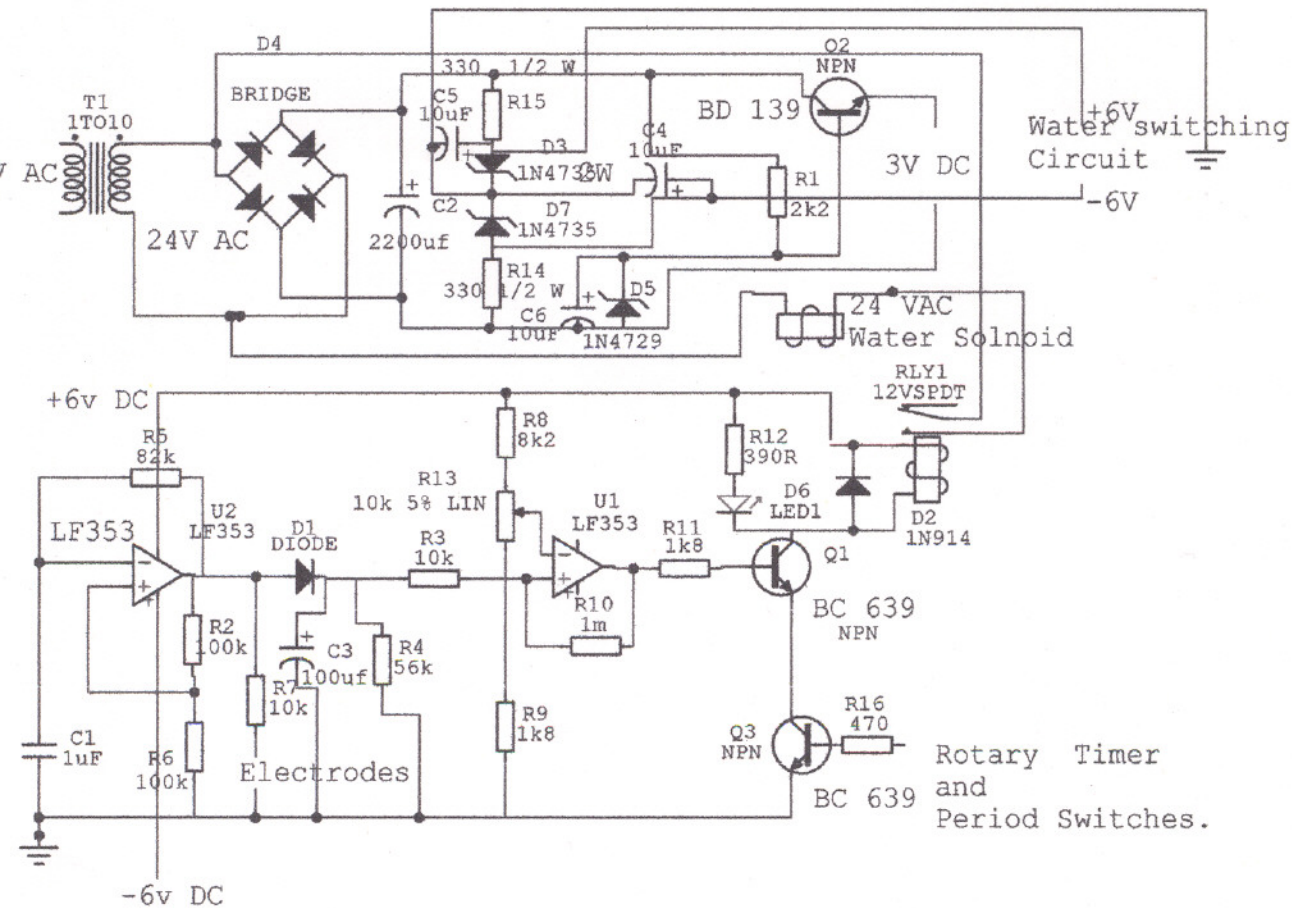 D4
330 1/2 W
Q2
NPN
T1
1TO10
BRIDGE
C5
10uF
R15
BD 139
+6V
Water switching
Circuit
C4
10uF
D3
1N4735
2W
V AC
3V DC
R1
2k2
-6V
C2
2200uf
D7
1N4735
24V AC
R14
330 1/2 W
D5
C6
10uF
1N4729
24 VAC
Water Solnoid
RLY1
12VSPDT
+6v DC
R5
82k
R8
8k2
R12
390R
R13
10k 5% LIN
U1
LF353
D6
LED1
LF353
U2
LF353
D1
DIODE
R3
10k
R11
1k8
D2
1N914
Q1
R10
1m
BC 639
NPN
R2
100k
C3
100uf
R4
56k
R7
10k
R9
1k8
R16
470
C1
1uF
R6
100k
Electrodes
Q3
NPN
BC 639
Rotary Timer
and
Period Switches.
-6v DC